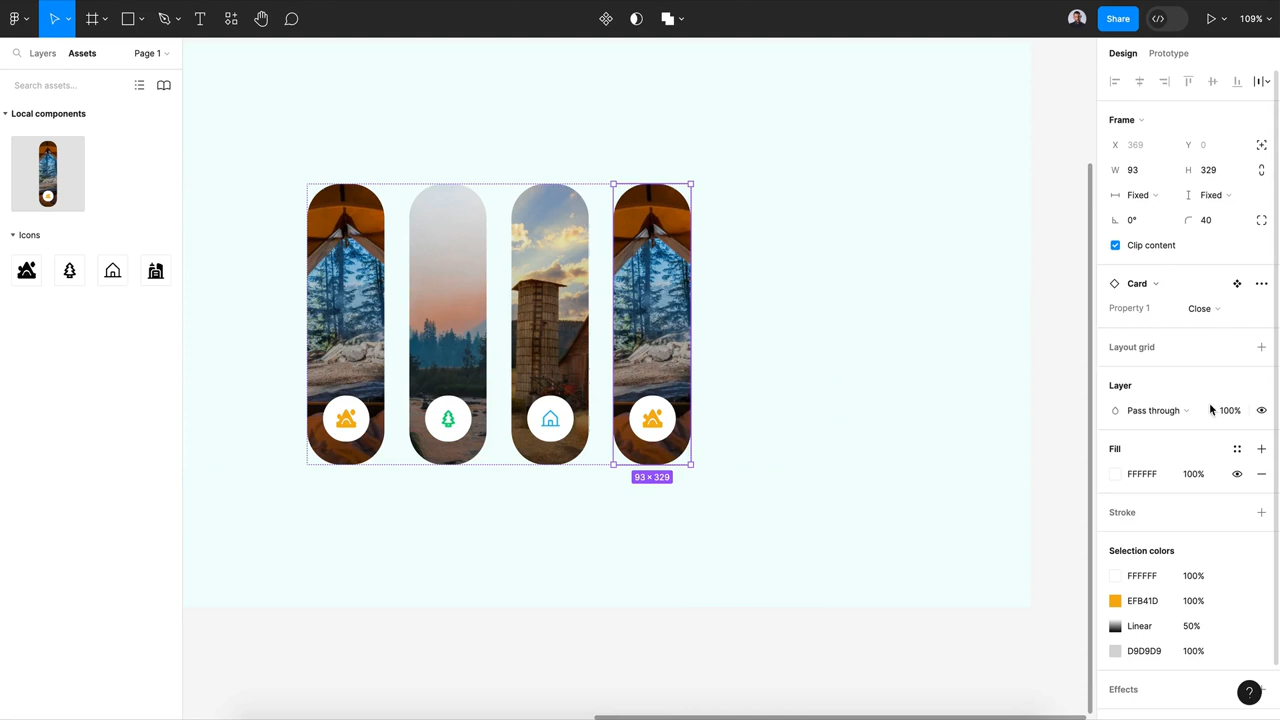 Share
109%
Layers
Assets
Page 1
Design
Prototype
Search assets...
Local components
Icons
93 × 329
Frame
X 369 Y 0
W 93 H 329
Fixed Fixed
0° 40
Clip content
Card
Property 1 Close
Layout grid
Layer
Pass through 100%
Fill
FFFFFF 100%
Stroke
Selection colors
FFFFFF 100%
EFB41D 100%
Linear 50%
D9D9D9 100%
Effects
?